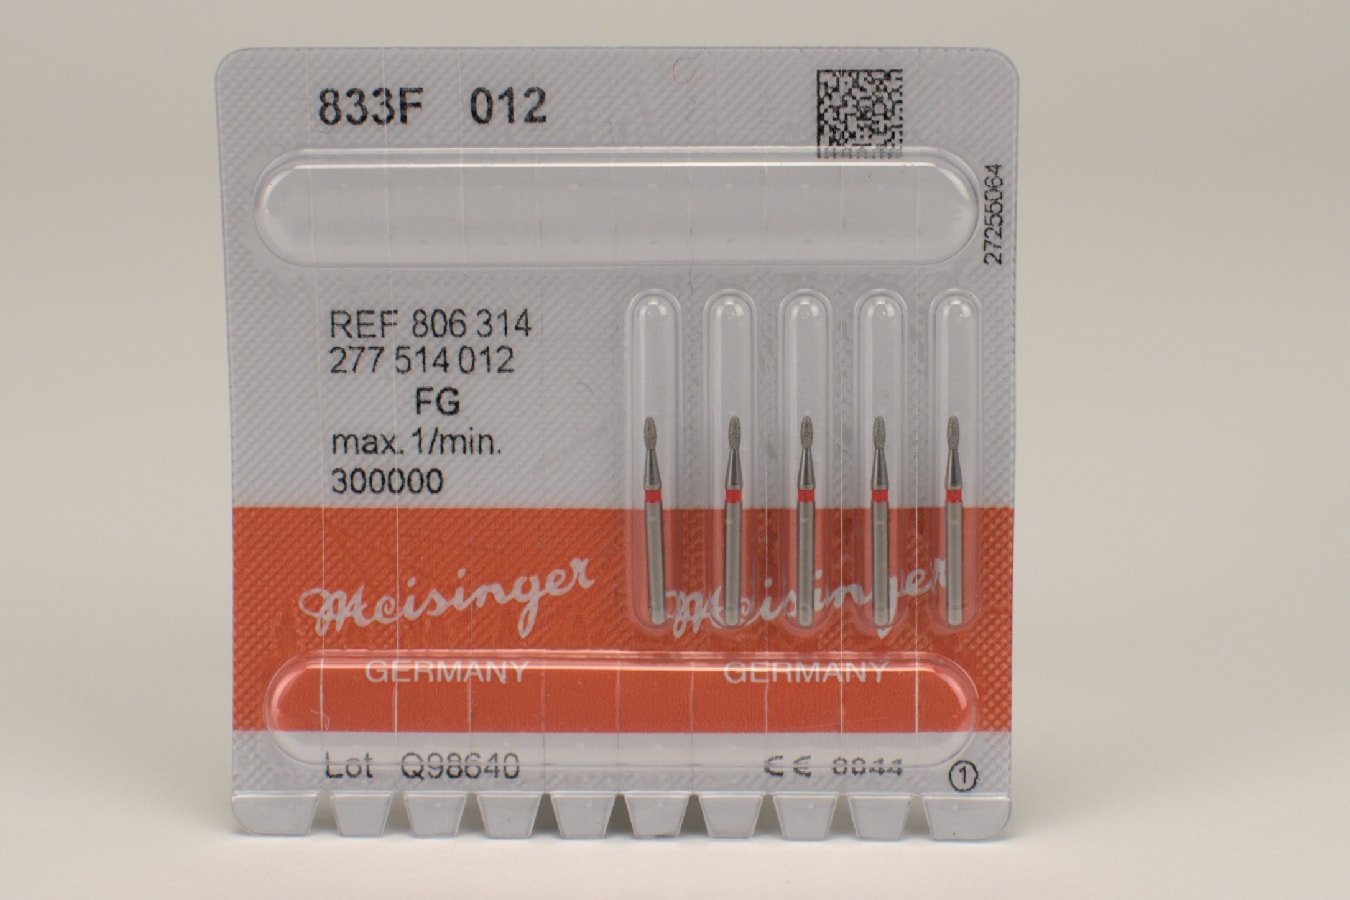 833F 012
27255064
REF 806 314
277 514 012
FG
max. 1/min.
300000
Meisinger Meisinger
GERMANY GERMANY
Lot Q98640 CE 0044
1